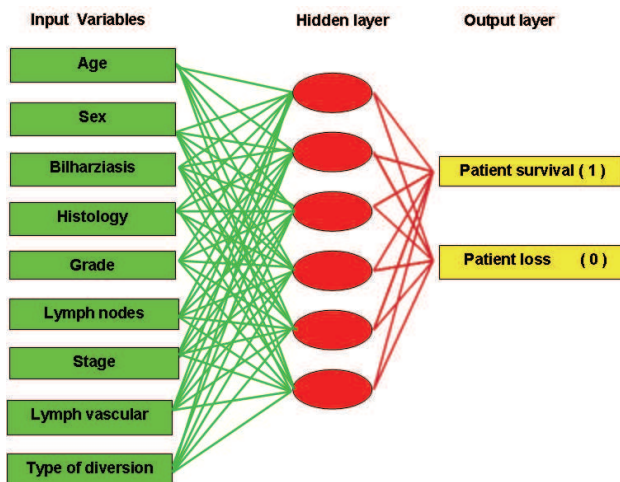 Input Variables
Hidden layer
Output layer
Age
Sex
Bilharziasis
Histology
Grade
Lymph nodes
Stage
Lymph vascular
Type of diversion
Patient survival ( 1 )
Patient loss ( 0 )